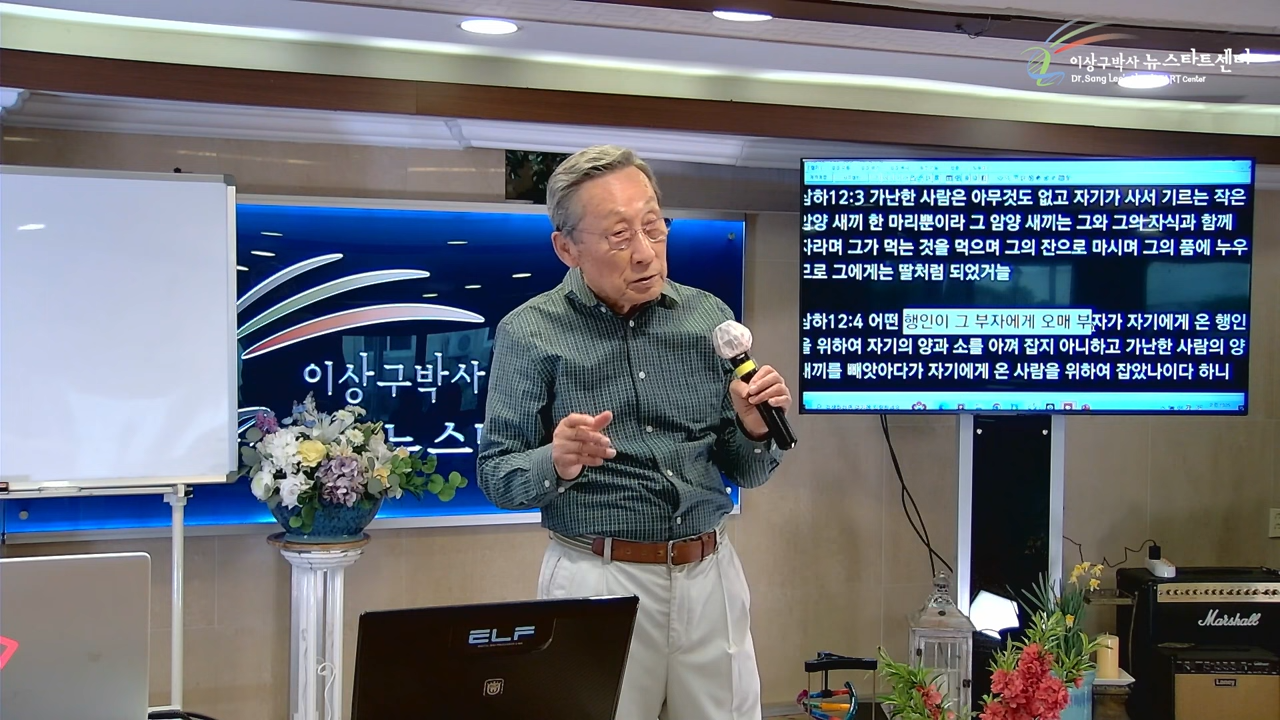 이상구박사 뉴스타트센터
Dr. Sang Lee
RT Center
삼하12:3 가난한 사람은 아무것도 없고 자기가 사서 기르는 작은
암양 새끼 한 마리뿐이라 그 암양 새끼는 그와 그의 자식과 함께
자라며 그가 먹는 것을 먹으며 그의 잔으로 마시며 그의 품에 누우
므로 그에게는 딸처럼 되었거늘
삼하12:4 어떤 행인이 그 부자에게 오매 부자가 자기에게 온 행인
을 위하여 자기의 양과 소를 아껴 잡지 아니하고 가난한 사람의 양
새끼를 빼앗아다가 자기에게 온 사람을 위하여 잡았나이다 하니
이상구박사
뉴스
ELF
Marshall
Laney